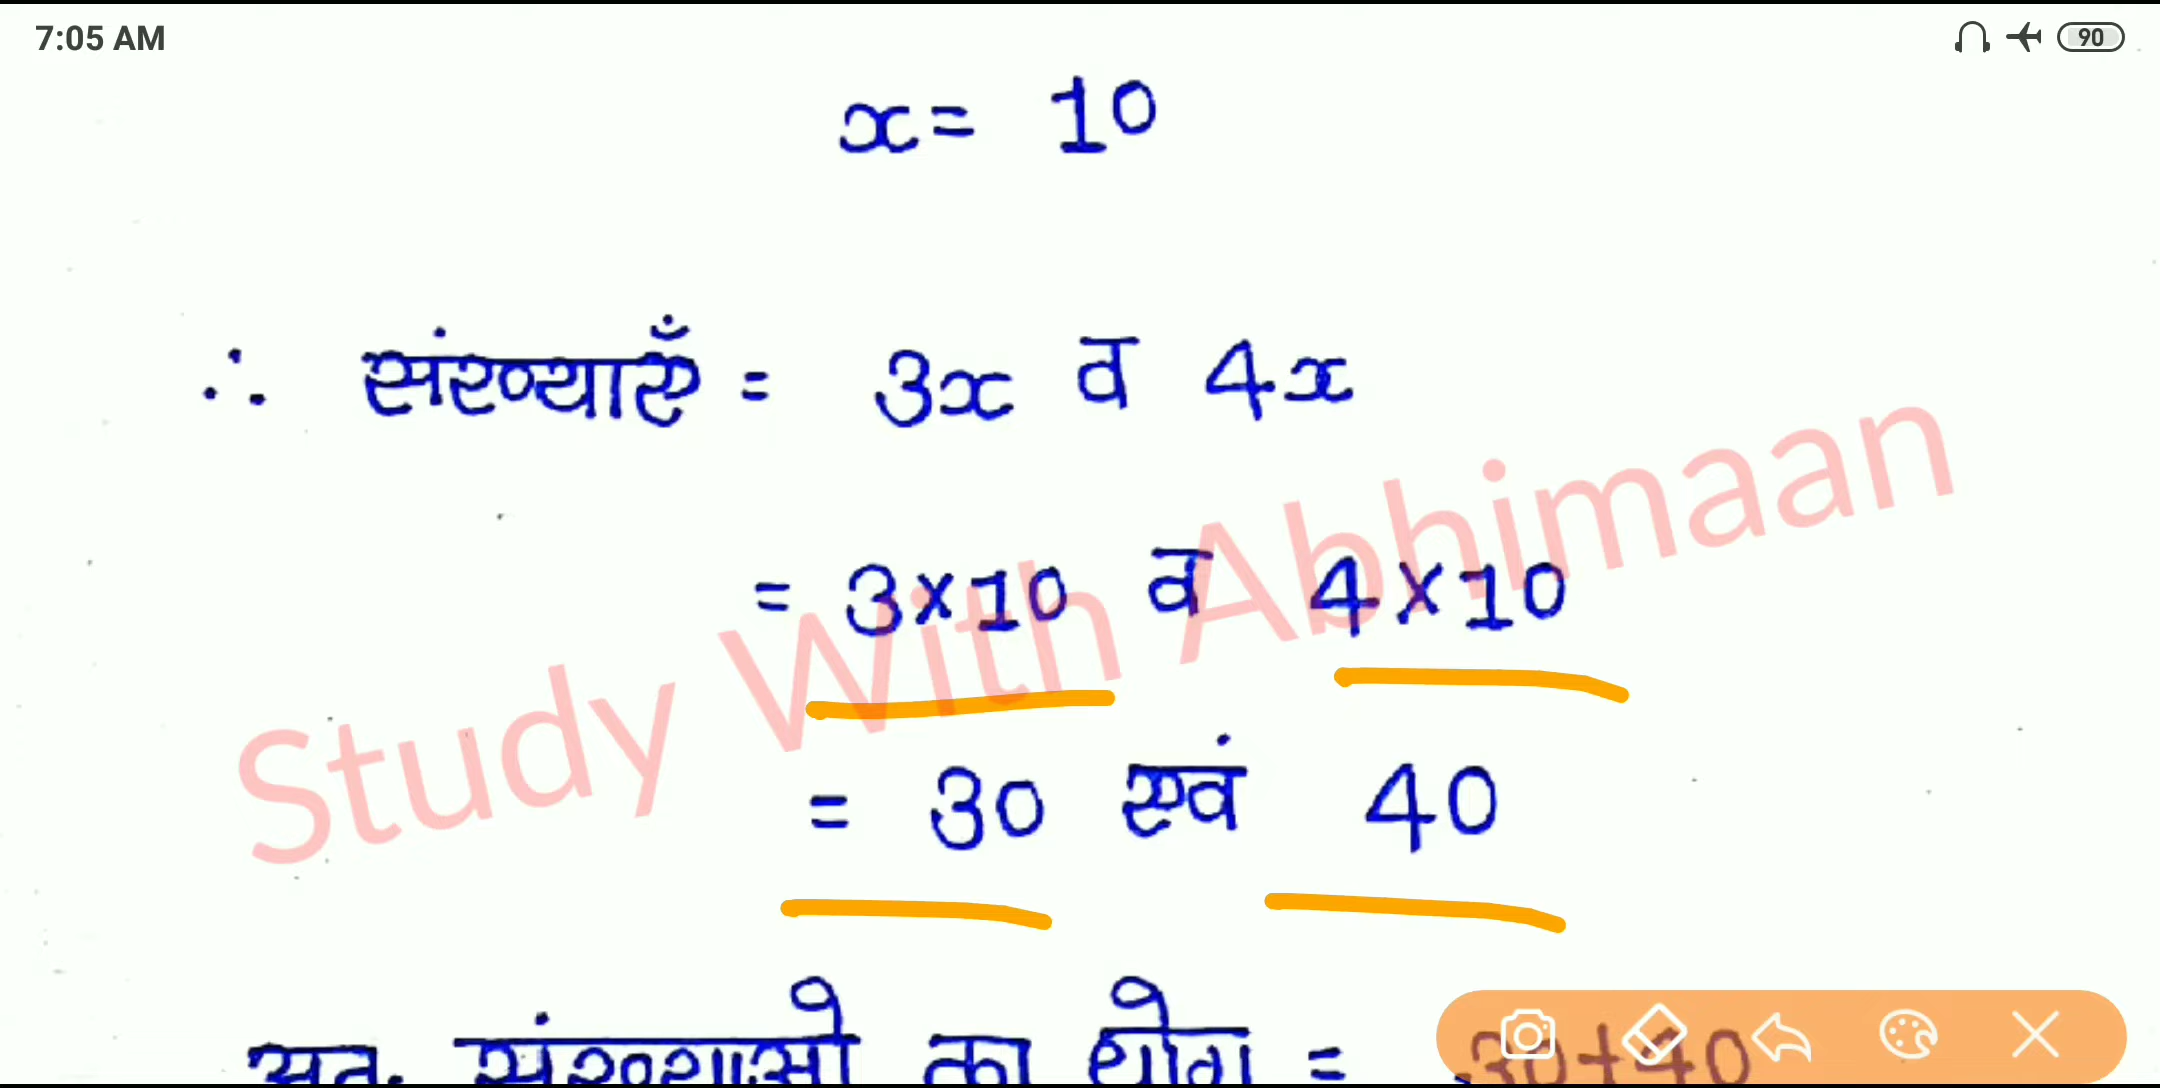 7:05 AM
90
x = 10
∴ संख्याएँ = 3x व 4x
= 3×10 व 4×10
= 30 एवं 40
अतः संख्याओं का योग = 30+40
Study With Abhimaan